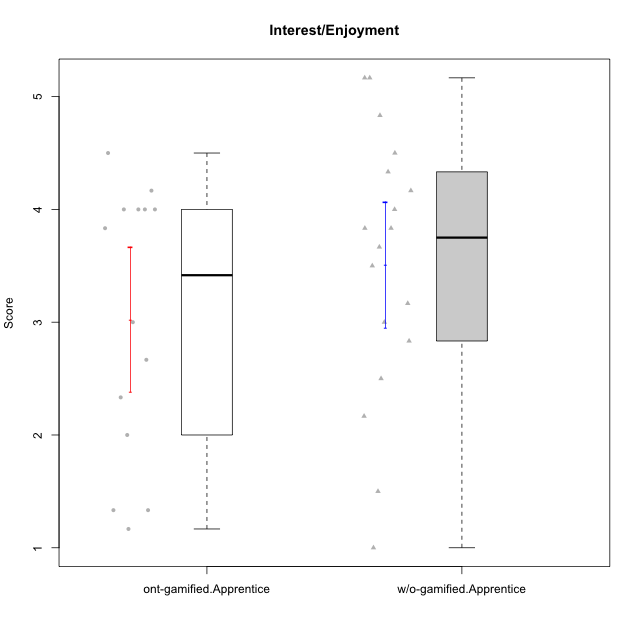 Interest/Enjoyment
5
4
3
2
1
Score
ont-gamified.Apprentice
w/o-gamified.Apprentice